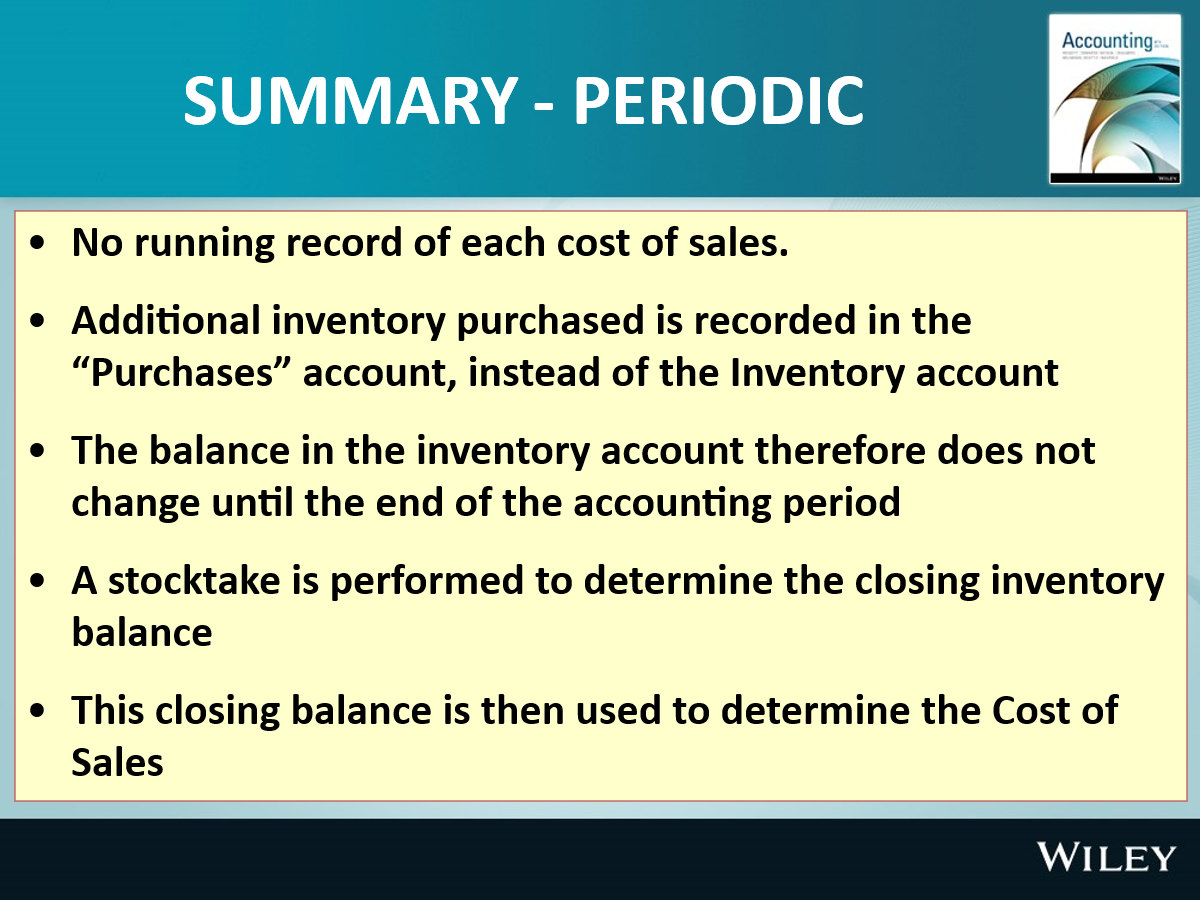 SUMMARY - PERIODIC
Accounting
• No running record of each cost of sales.
• Additional inventory purchased is recorded in the
“Purchases” account, instead of the Inventory account
• The balance in the inventory account therefore does not
change until the end of the accounting period
• A stocktake is performed to determine the closing inventory
balance
• This closing balance is then used to determine the Cost of
Sales
WILEY
WILEY